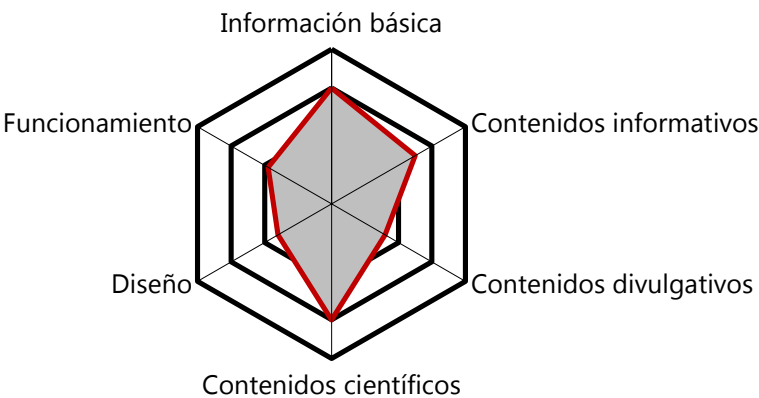 Información básica
Funcionamiento
Contenidos informativos
Diseño
Contenidos divulgativos
Contenidos científicos